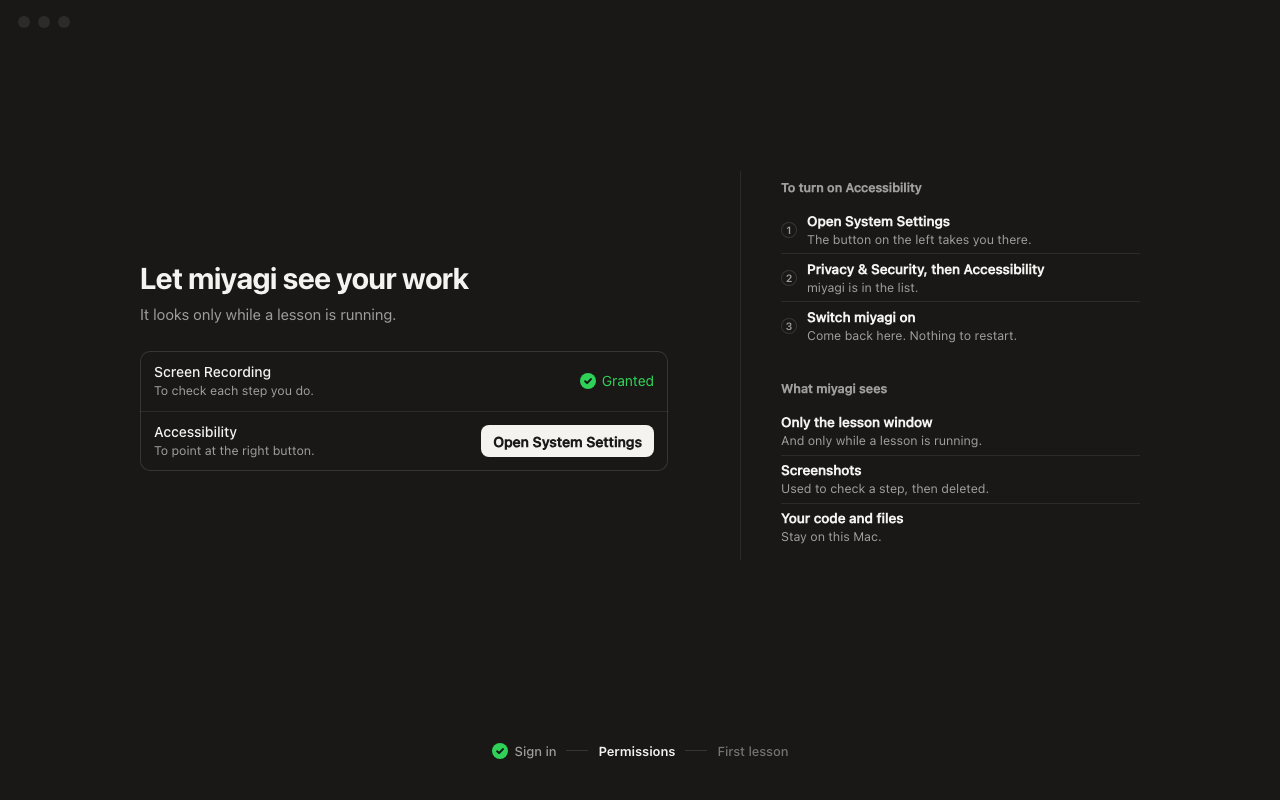 Let miyagi see your work
It looks only while a lesson is running.
Screen Recording
To check each step you do.
Granted
Accessibility
To point at the right button.
Open System Settings
To turn on Accessibility
1
Open System Settings
The button on the left takes you there.
2
Privacy & Security, then Accessibility
miyagi is in the list.
3
Switch miyagi on
Come back here. Nothing to restart.
What miyagi sees
Only the lesson window
And only while a lesson is running.
Screenshots
Used to check a step, then deleted.
Your code and files
Stay on this Mac.
Sign in
Permissions
First lesson